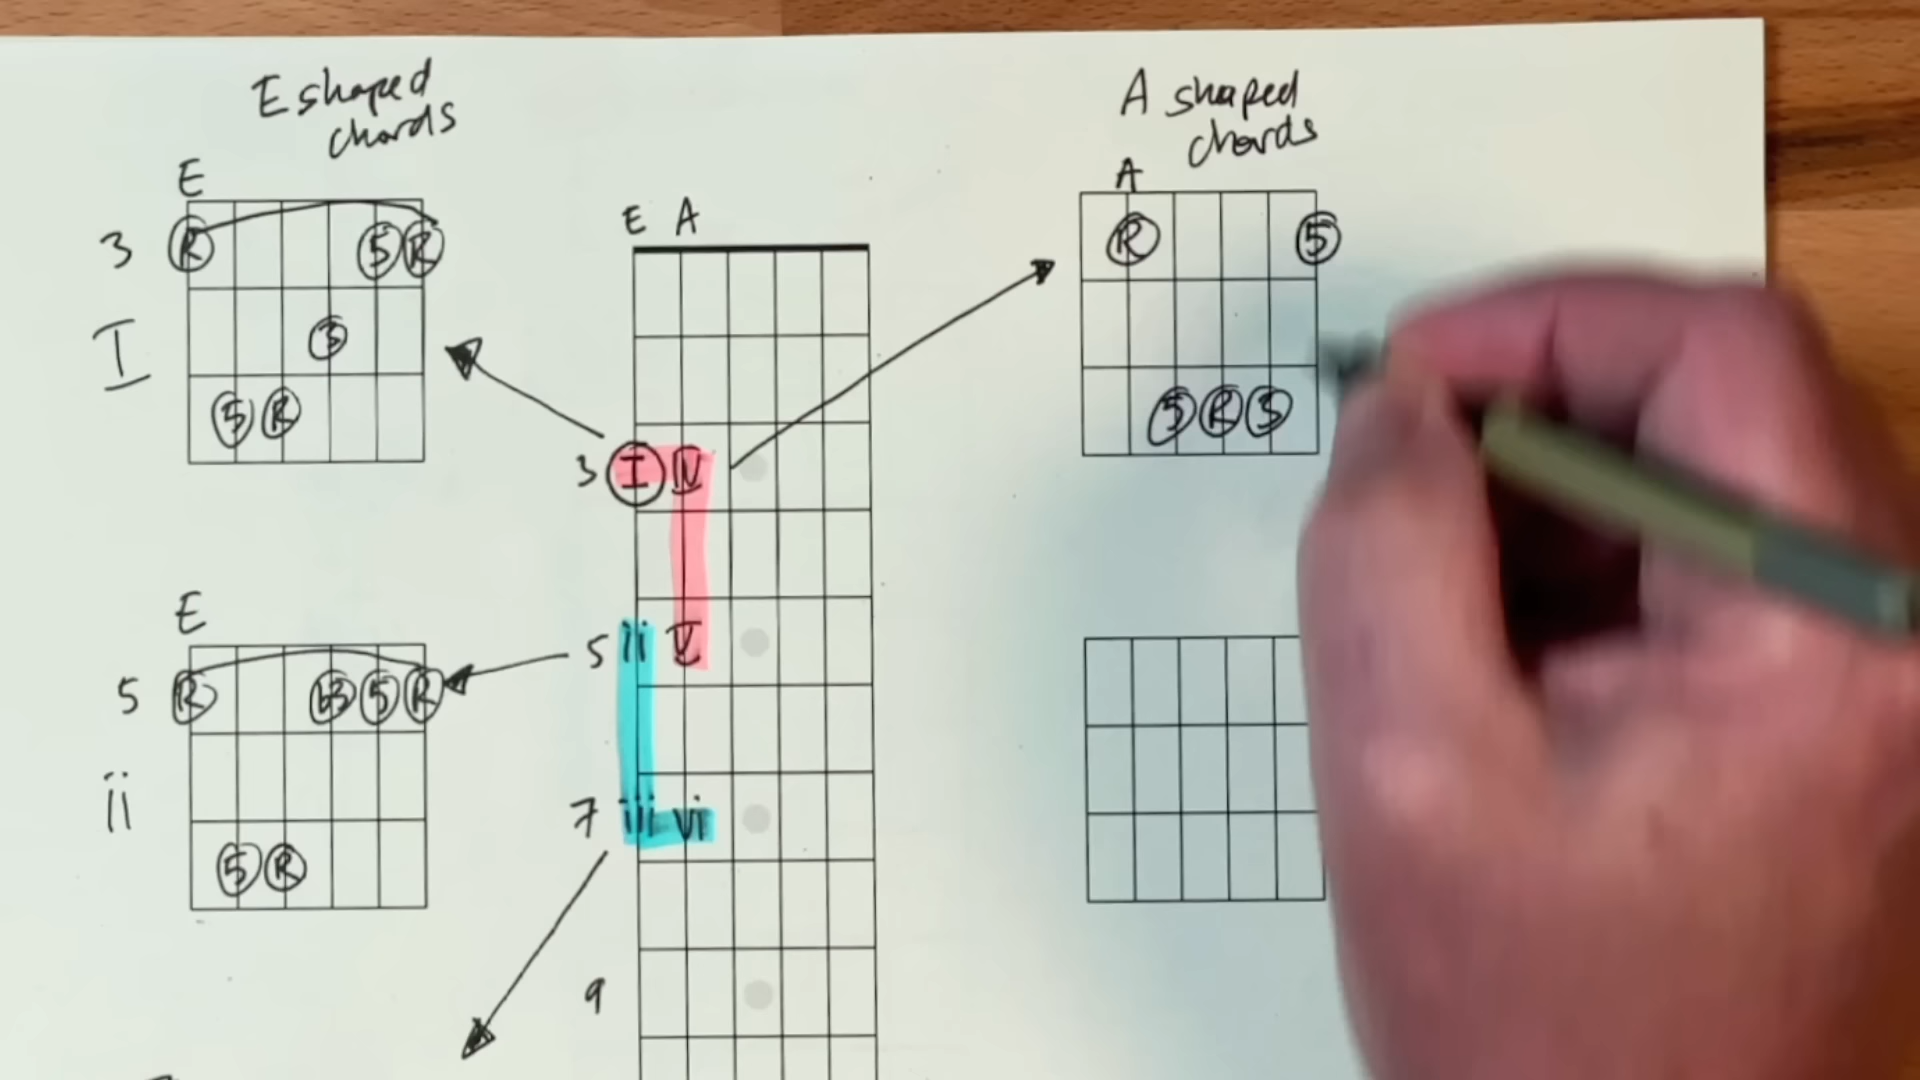 E shaped
chords
E
3 R 5 R
I
3
5 R
E
5 R b3 5 R
ii
5 R
E A
3 I IV
5 ii V
7 iii vi
9
A shaped
chords
A
R 5
5 R 3